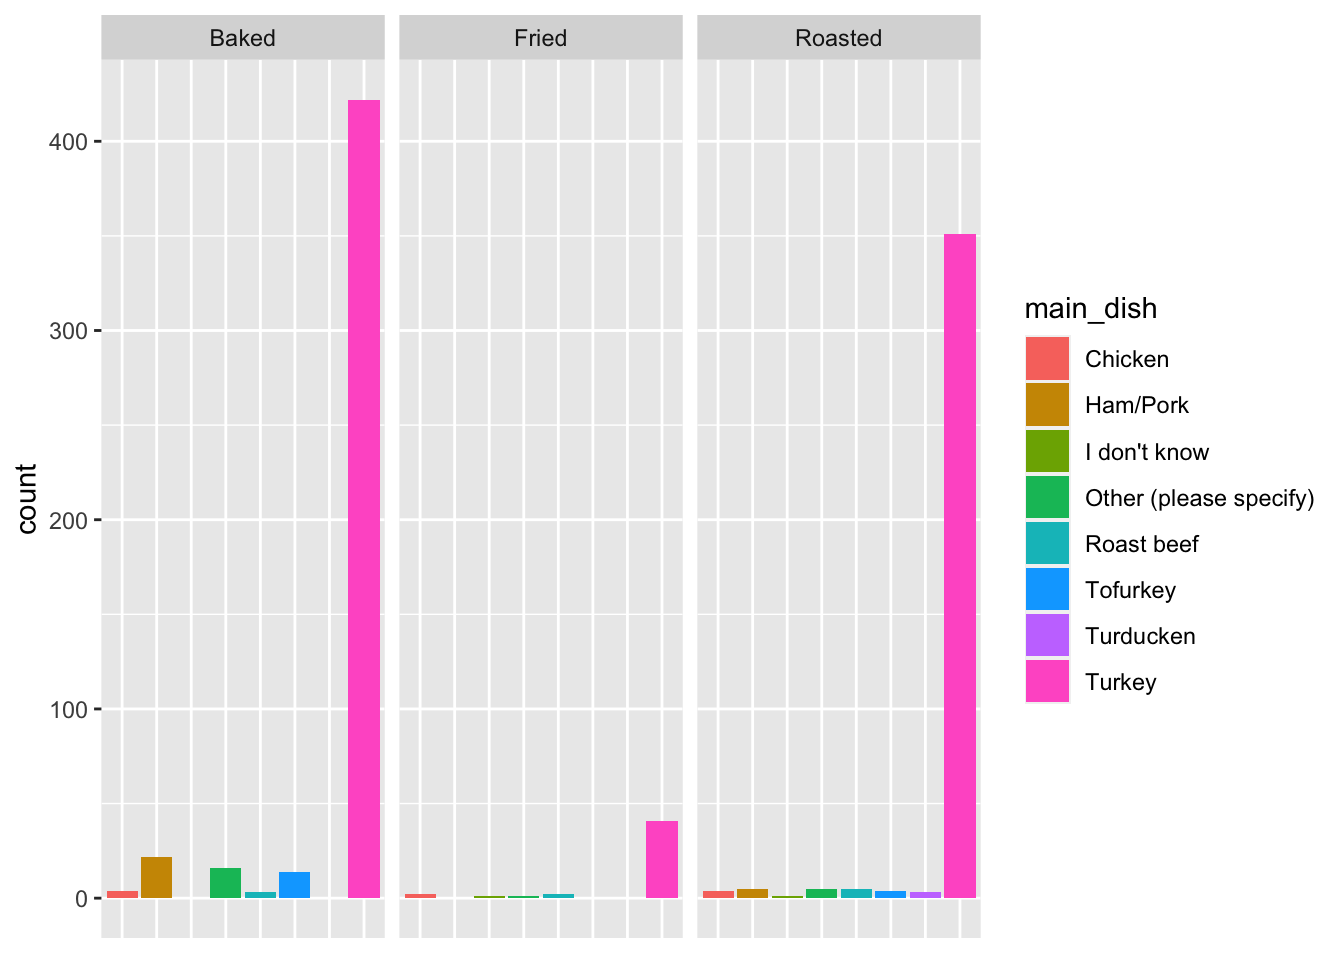 Baked
Fried
Roasted
400
300
200
100
0
count
main_dish
Chicken
Ham/Pork
I don't know
Other (please specify)
Roast beef
Tofurkey
Turducken
Turkey